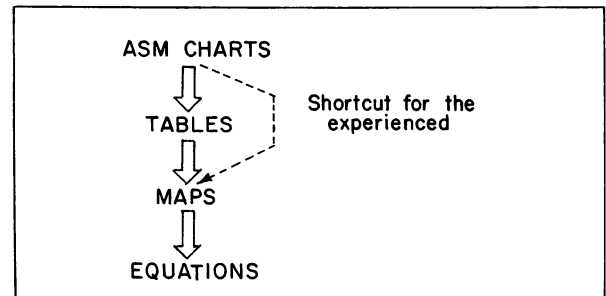 ASM CHARTS
Shortcut for the
experienced
TABLES
MAPS
EQUATIONS